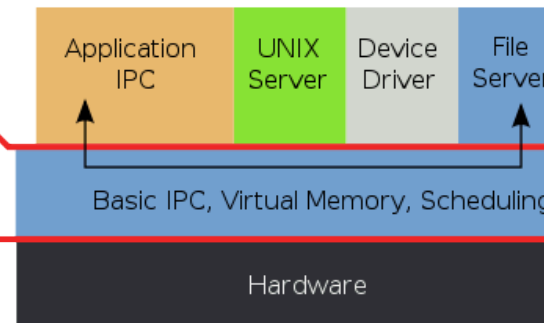 Application
IPC
UNIX
Server
Device
Driver
File
Server
Basic IPC, Virtual Memory, Scheduling
Hardware